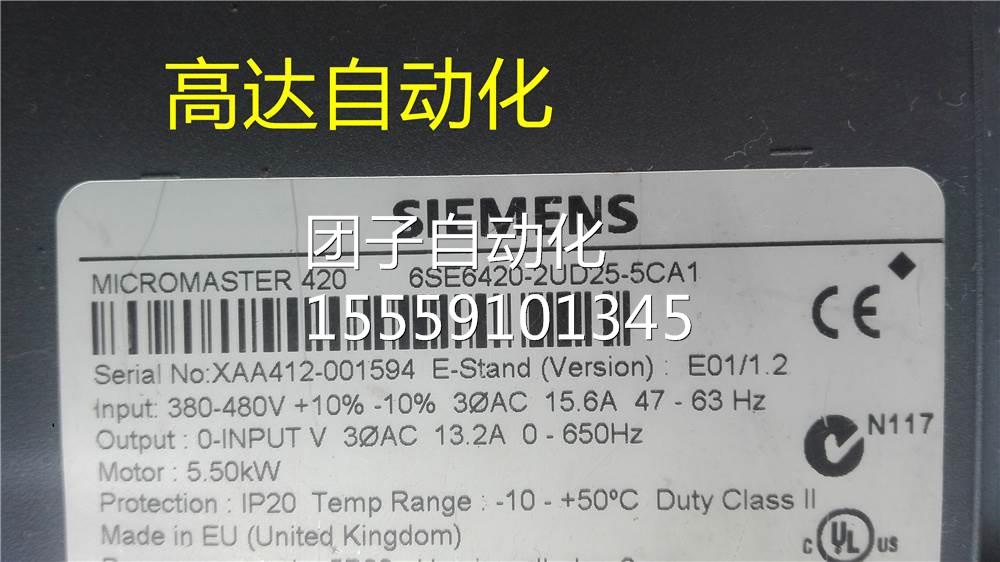 高达自动化
SIEMENS
团子自动化
MICROMASTER 420 6SE6420-2UD25-5CA1
15559101345
Serial No:XAA412-001594 E-Stand (Version) : E01/1.2
Input: 380-480V +10% -10% 3ØAC 15.6A 47 - 63 Hz
Output : 0-INPUT V 3ØAC 13.2A 0 - 650Hz
N117
Motor : 5.50kW
Protection : IP20 Temp Range : -10 - +50ºC Duty Class II
Made in EU (United Kingdom)
C UL US